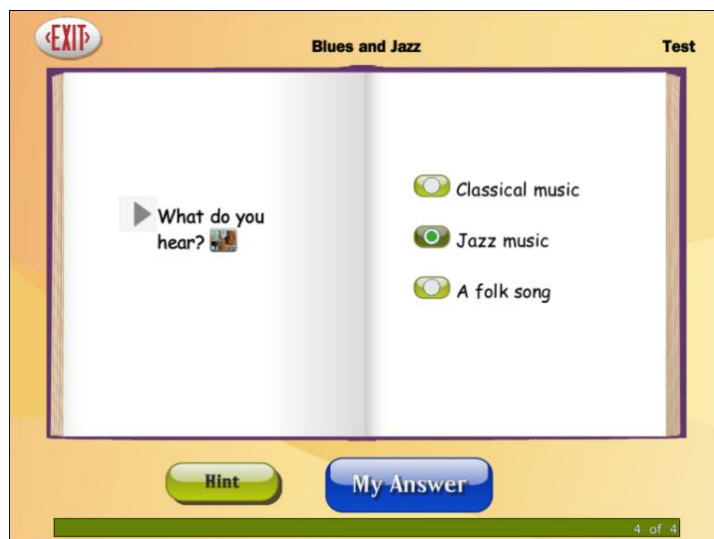 ‹EXIT›
Blues and Jazz
Test
What do you
hear?
Classical music
Jazz music
A folk song
Hint
My Answer
4 of 4